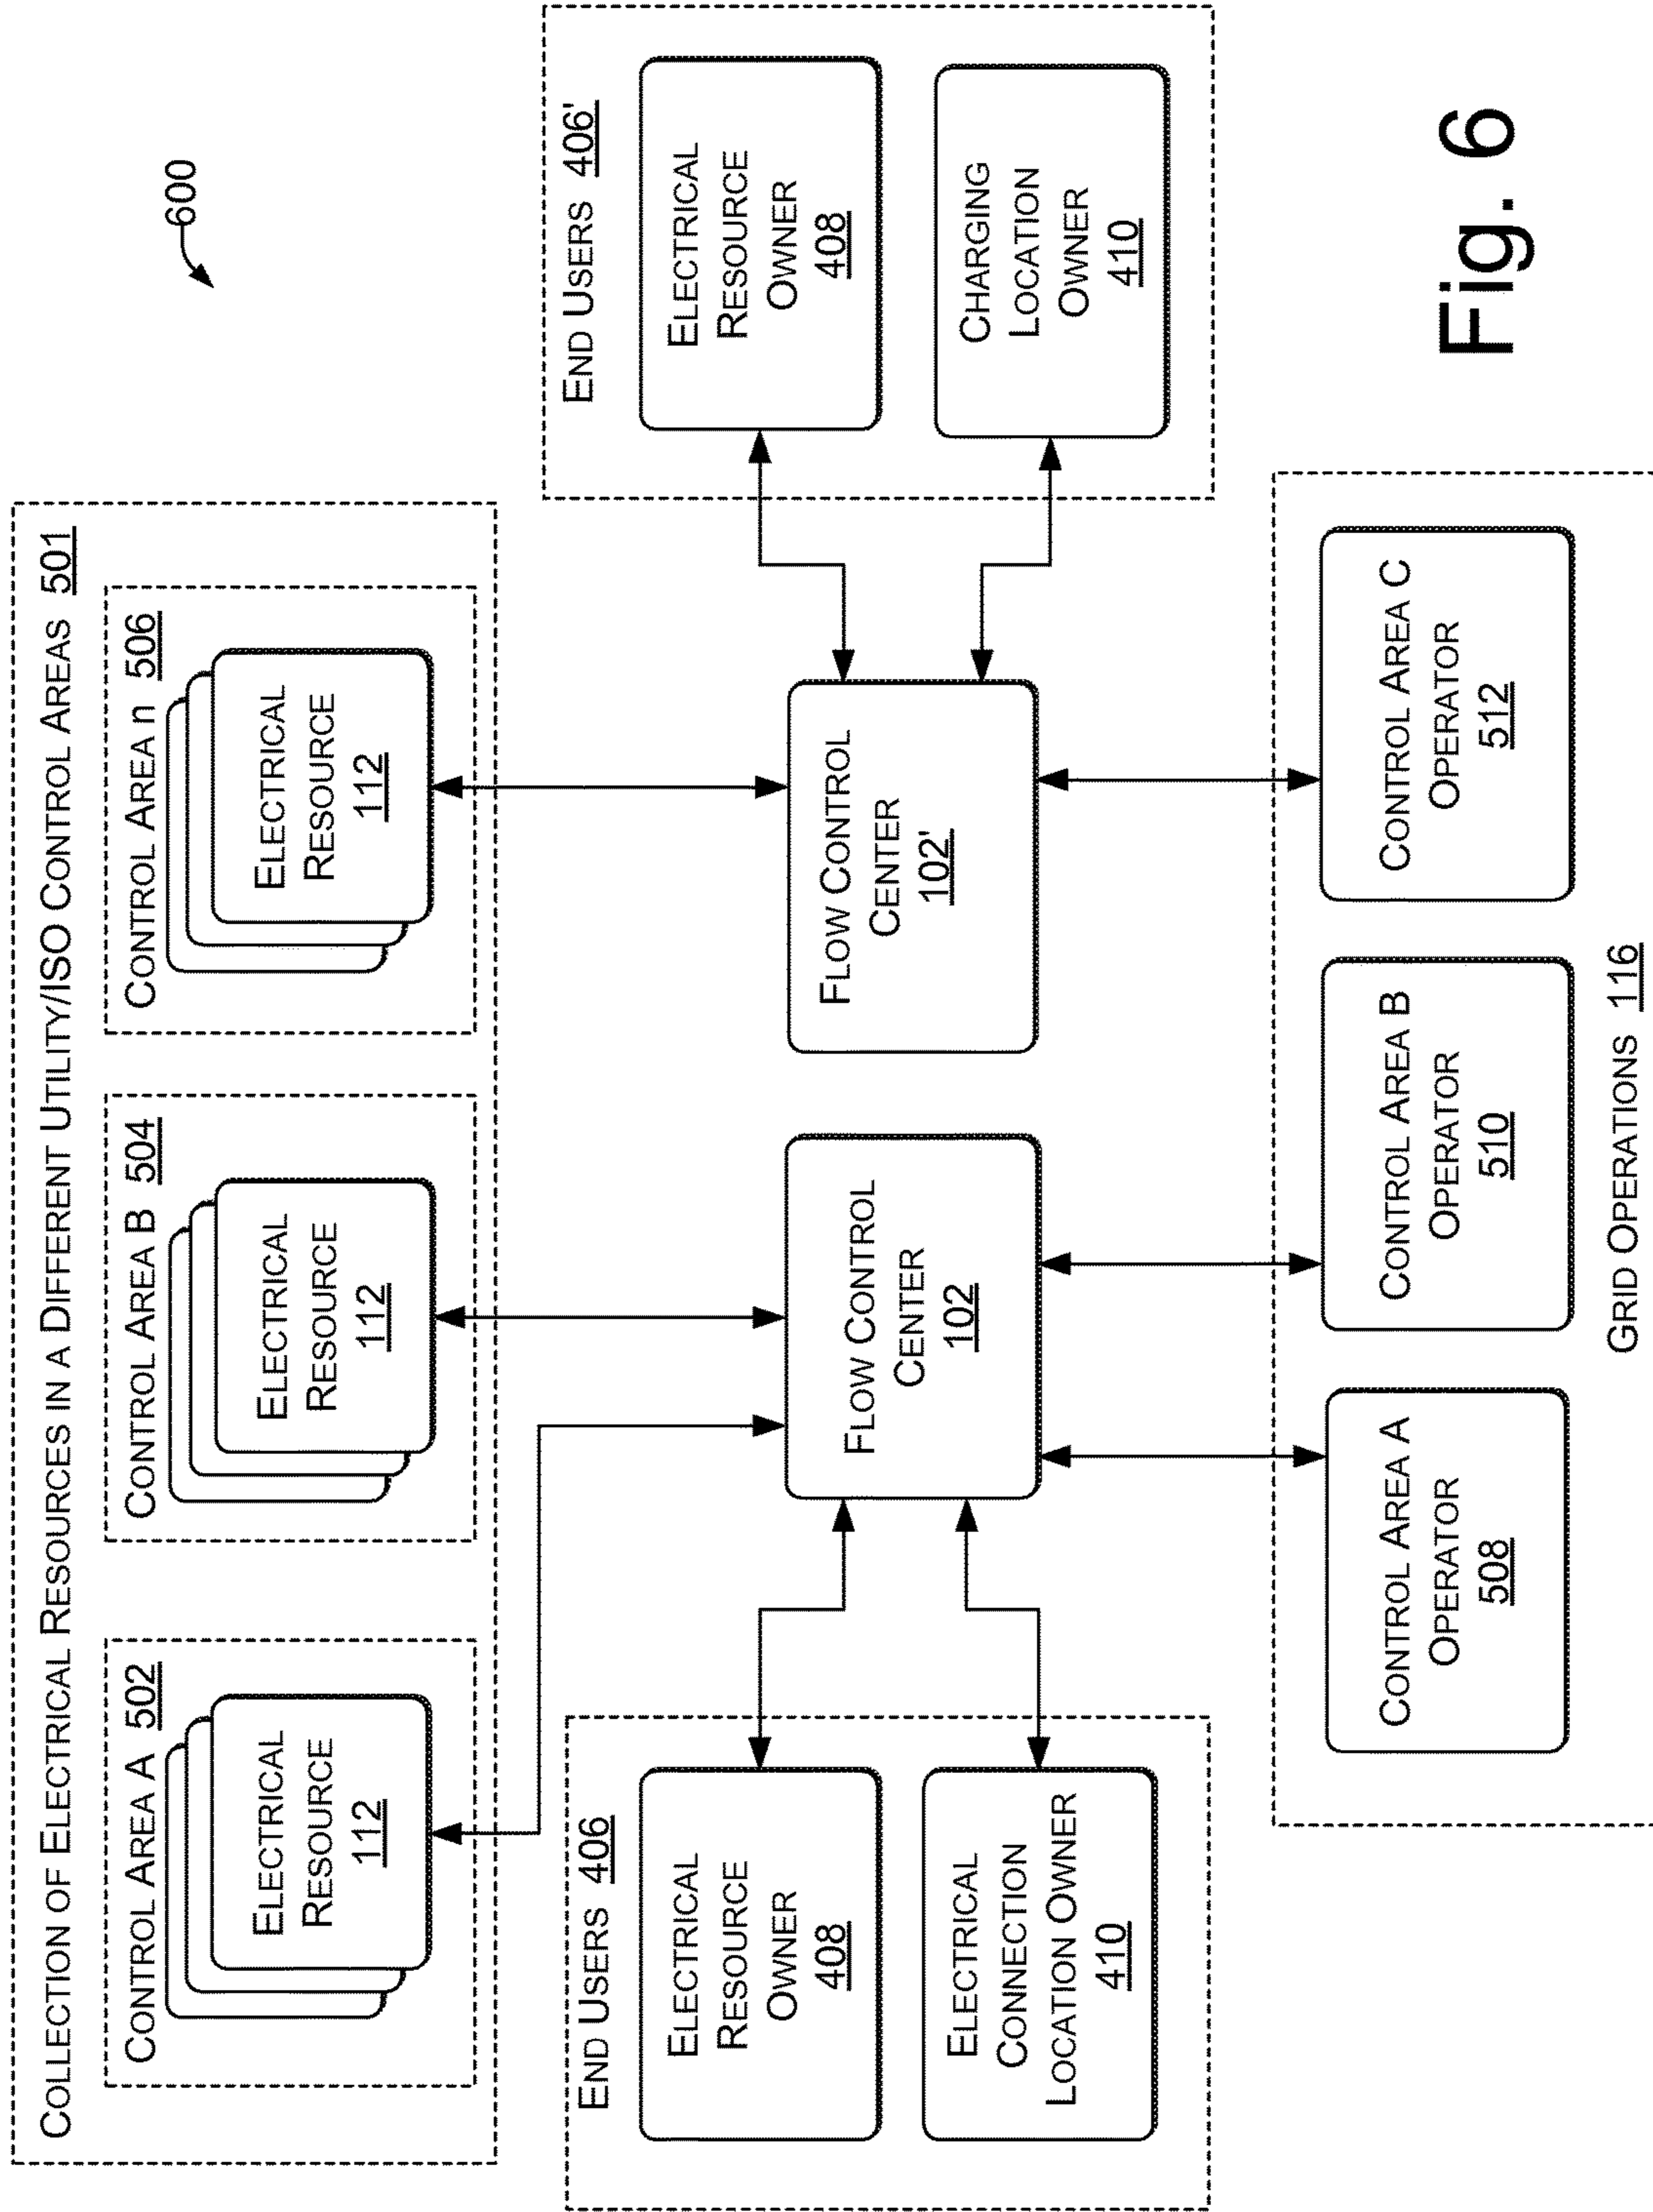 600
COLLECTION OF ELECTRICAL RESOURCES IN A DIFFERENT UTILITY/ISO CONTROL AREAS 501
CONTROL AREA A 502
ELECTRICAL
RESOURCE
112
CONTROL AREA B 504
ELECTRICAL
RESOURCE
112
CONTROL AREA n 506
ELECTRICAL
RESOURCE
112
END USERS 406
ELECTRICAL
RESOURCE
OWNER
408
ELECTRICAL
CONNECTION
LOCATION OWNER
410
FLOW CONTROL
CENTER
102
FLOW CONTROL
CENTER
102'
END USERS 406'
ELECTRICAL
RESOURCE
OWNER
408
CHARGING
LOCATION
OWNER
410
CONTROL AREA A
OPERATOR
508
CONTROL AREA B
OPERATOR
510
CONTROL AREA C
OPERATOR
512
GRID OPERATIONS 116
Fig. 6